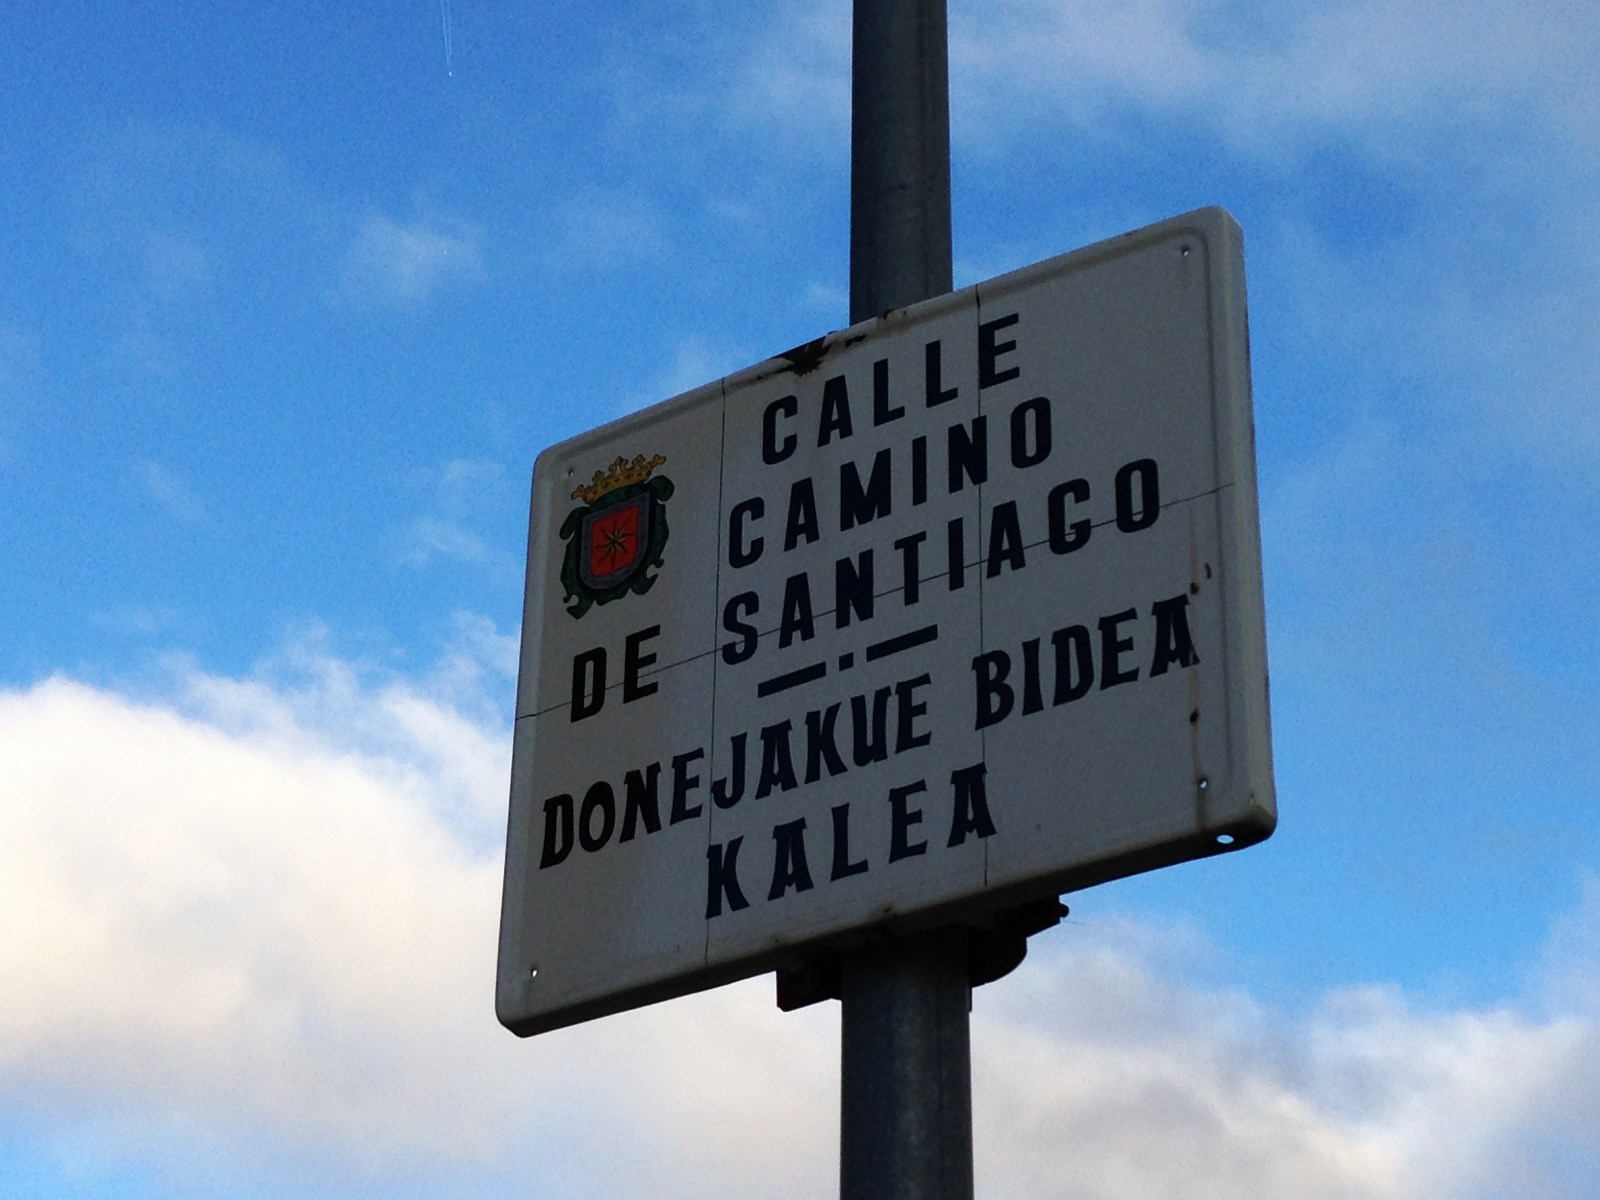 CALLE
CAMINO
DE SANTIAGO
DONEJAKUE BIDEA
KALEA